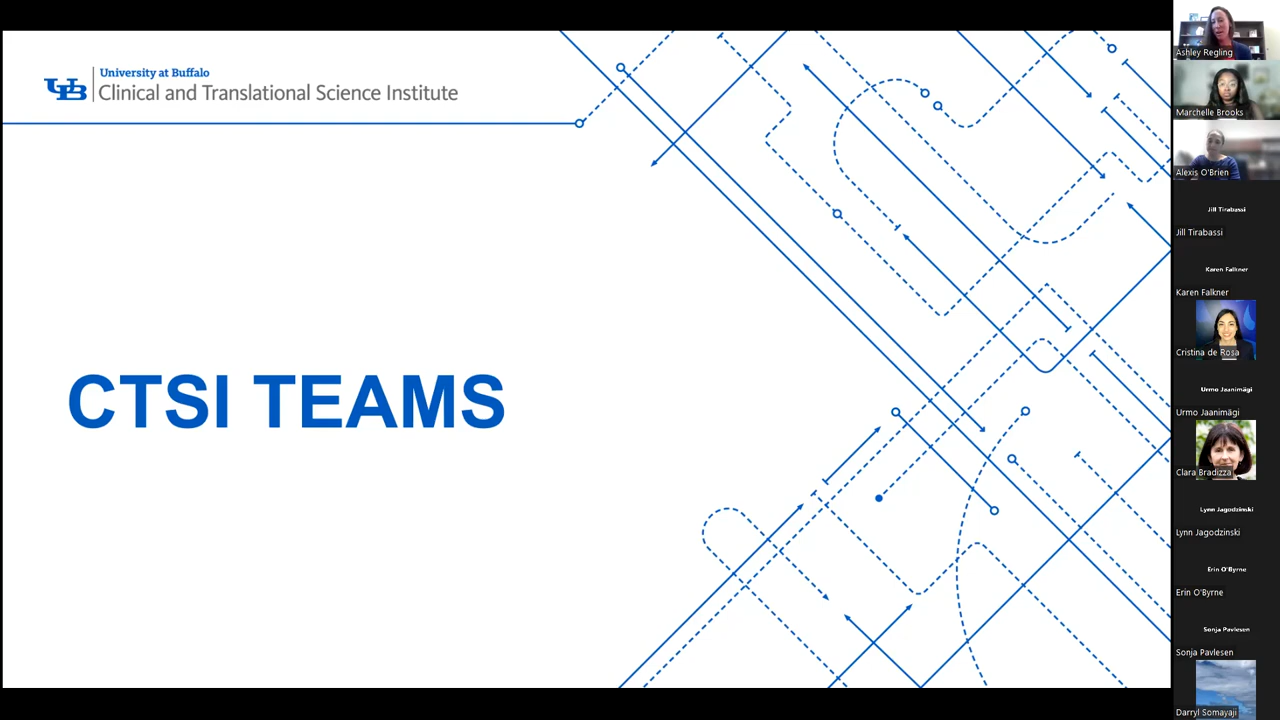 University at Buffalo
UB
Clinical and Translational Science Institute
CTSI TEAMS
Ashley Regling
Marchelle Brooks
Alexis O'Brien
Jill Tirabassi
Jill Tirabassi
Karen Falkner
Karen Falkner
Cristina de Rosa
Urmo Jaanimägi
Urmo Jaanimägi
Clara Bradizza
Lynn Jagodzinski
Lynn Jagodzinski
Erin O'Byrne
Erin O'Byrne
Sonja Pavlesen
Sonja Pavlesen
Darryl Somayaji